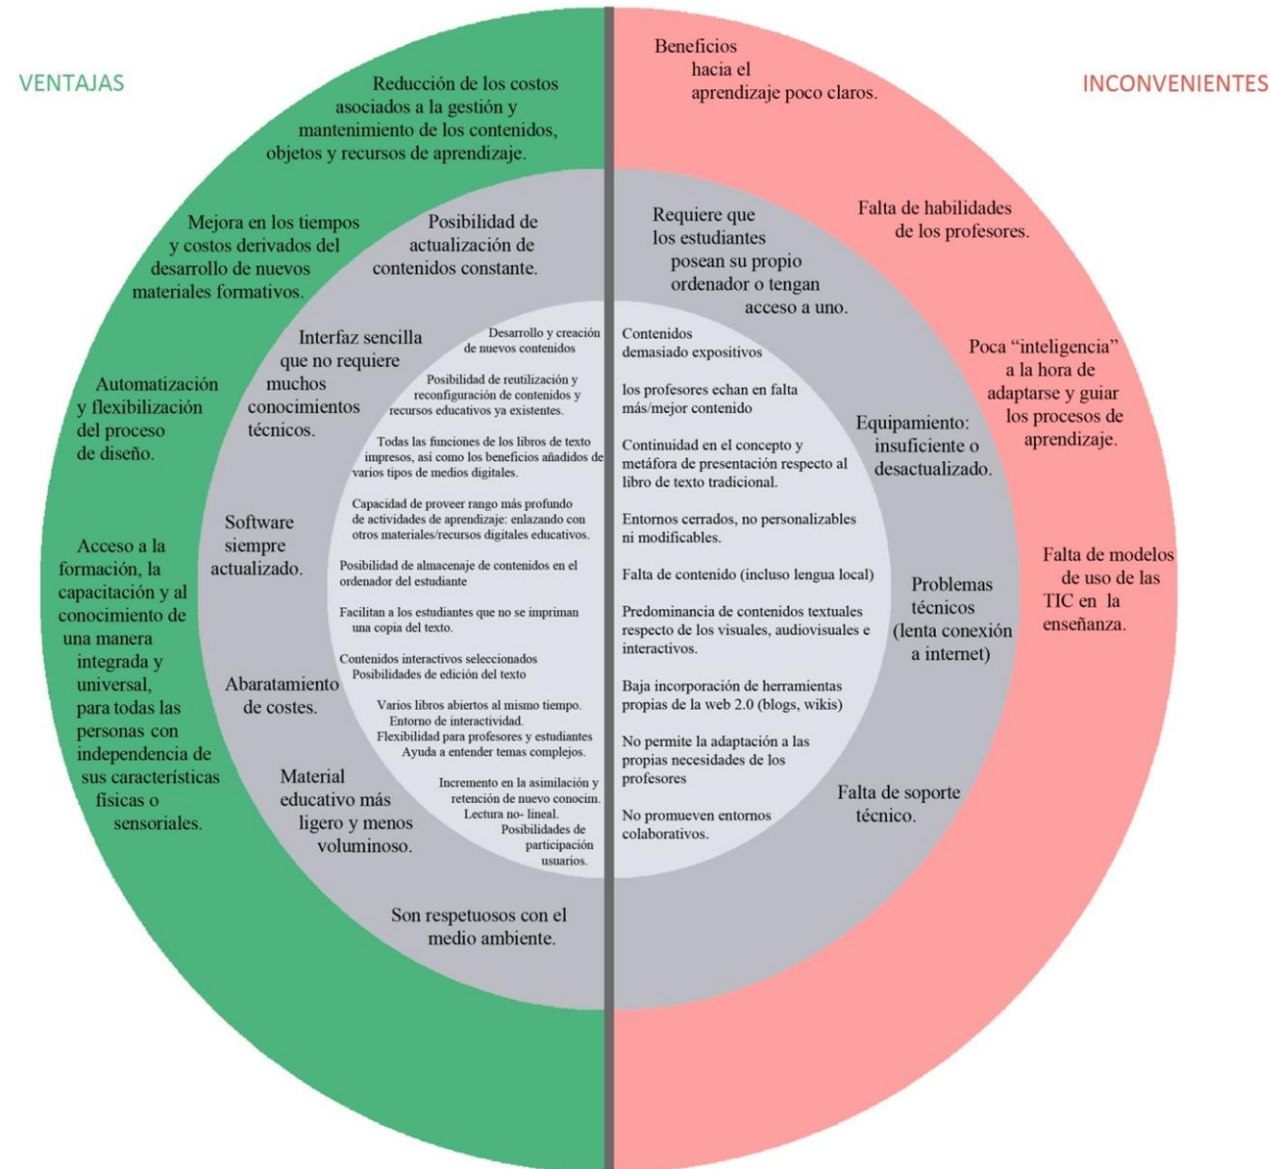 VENTAJAS
Reducción de los costos
asociados a la gestión y
mantenimiento de los contenidos,
objetos y recursos de aprendizaje.
Mejora en los tiempos
y costos derivados del
desarrollo de nuevos
materiales formativos.
Automatización
y flexibilización
del proceso
de diseño.
Acceso a la
formación, la
capacitación y al
conocimiento de
una manera
integrada y
universal,
para todas las
personas con
independencia de
sus características
físicas o
sensoriales.
Posibilidad de
actualización de
contenidos constante.
Interfaz sencilla
que no requiere
muchos
conocimientos
técnicos.
Software
siempre
actualizado.
Abaratamiento
de costes.
Material
educativo más
ligero y menos
voluminoso.
Son respetuosos con el
medio ambiente.
Desarrollo y creación
de nuevos contenidos
Posibilidad de reutilización y
reconfiguración de contenidos y
recursos educativos ya existentes.
Todas las funciones de los libros de texto
impresos, así como los beneficios añadidos de
varios tipos de medios digitales.
Capacidad de proveer rango más profundo
de actividades de aprendizaje: enlazando con
otros materiales/recursos digitales educativos.
Posibilidad de almacenaje de contenidos en el
ordenador del estudiante
Facilitan a los estudiantes que no se impriman
una copia del texto.
Contenidos interactivos seleccionados
Posibilidades de edición del texto
Varios libros abiertos al mismo tiempo.
Entorno de interactividad.
Flexibilidad para profesores y estudiantes
Ayuda a entender temas complejos.
Incremento en la asimilación y
retención de nuevo conocim.
Lectura no- lineal.
Posibilidades de
participación
usuarios.
INCONVENIENTES
Beneficios
hacia el
aprendizaje poco claros.
Falta de habilidades
de los profesores.
Poca “inteligencia”
a la hora de
adaptarse y guiar
los procesos de
aprendizaje.
Falta de modelos
de uso de las
TIC en la
enseñanza.
Requiere que
los estudiantes
posean su propio
ordenador o tengan
acceso a uno.
Equipamiento:
insuficiente o
desactualizado.
Problemas
técnicos
(lenta conexión
a internet)
Falta de soporte
técnico.
Contenidos
demasiado expositivos
los profesores echan en falta
más/mejor contenido
Continuidad en el concepto y
metáfora de presentación respecto al
libro de texto tradicional.
Entornos cerrados, no personalizables
ni modificables.
Falta de contenido (incluso lengua local)
Predominancia de contenidos textuales
respecto de los visuales, audiovisuales e
interactivos.
Baja incorporación de herramientas
propias de la web 2.0 (blogs, wikis)
No permite la adaptación a las
propias necesidades de los
profesores
No promueven entornos
colaborativos.